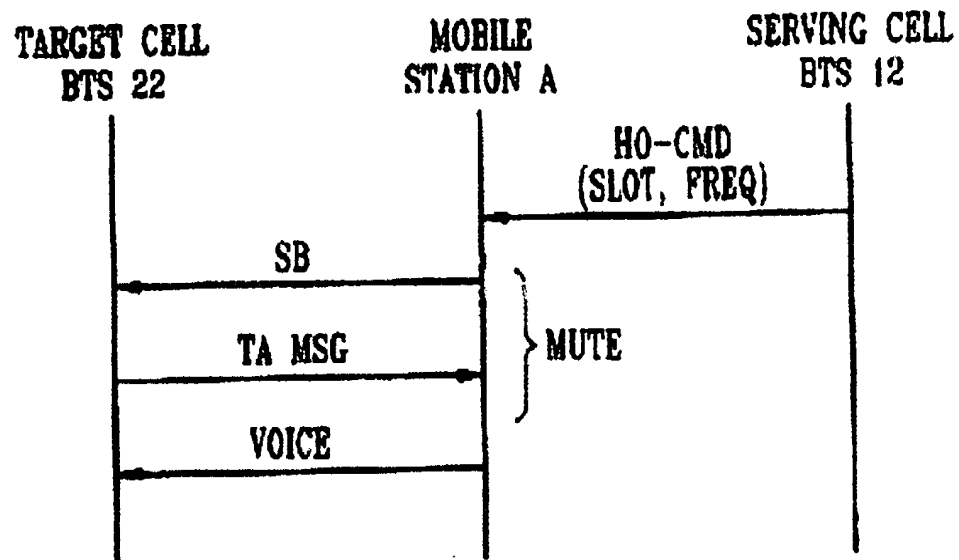 TARGET CELL
BTS 22
MOBILE
STATION A
SERVING CELL
BTS 12
HO-CMD
(SLOT, FREQ)
SB
MUTE
TA MSG
VOICE